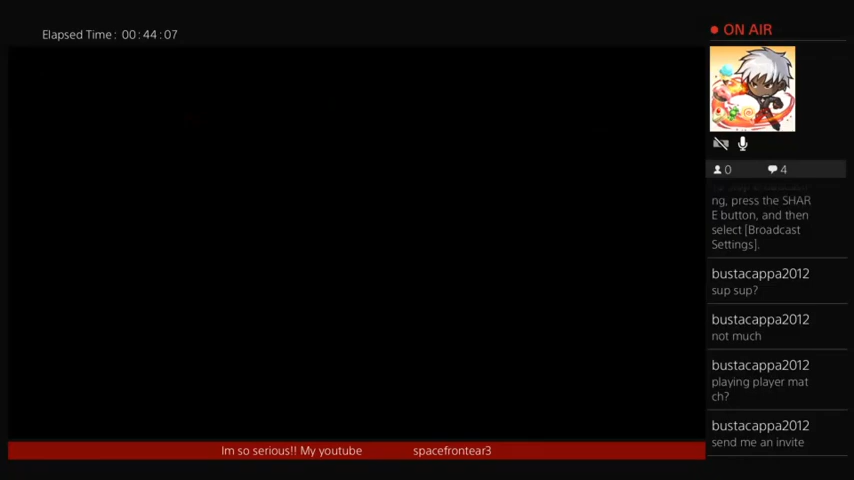 Elapsed Time: 00:44:07
ON AIR
0 4
ng, press the SHAR
E button, and then
select [Broadcast
Settings].
bustacappa2012
sup sup?
bustacappa2012
not much
bustacappa2012
playing player mat
ch?
bustacappa2012
send me an invite
Im so serious!! My youtube spacefrontear3